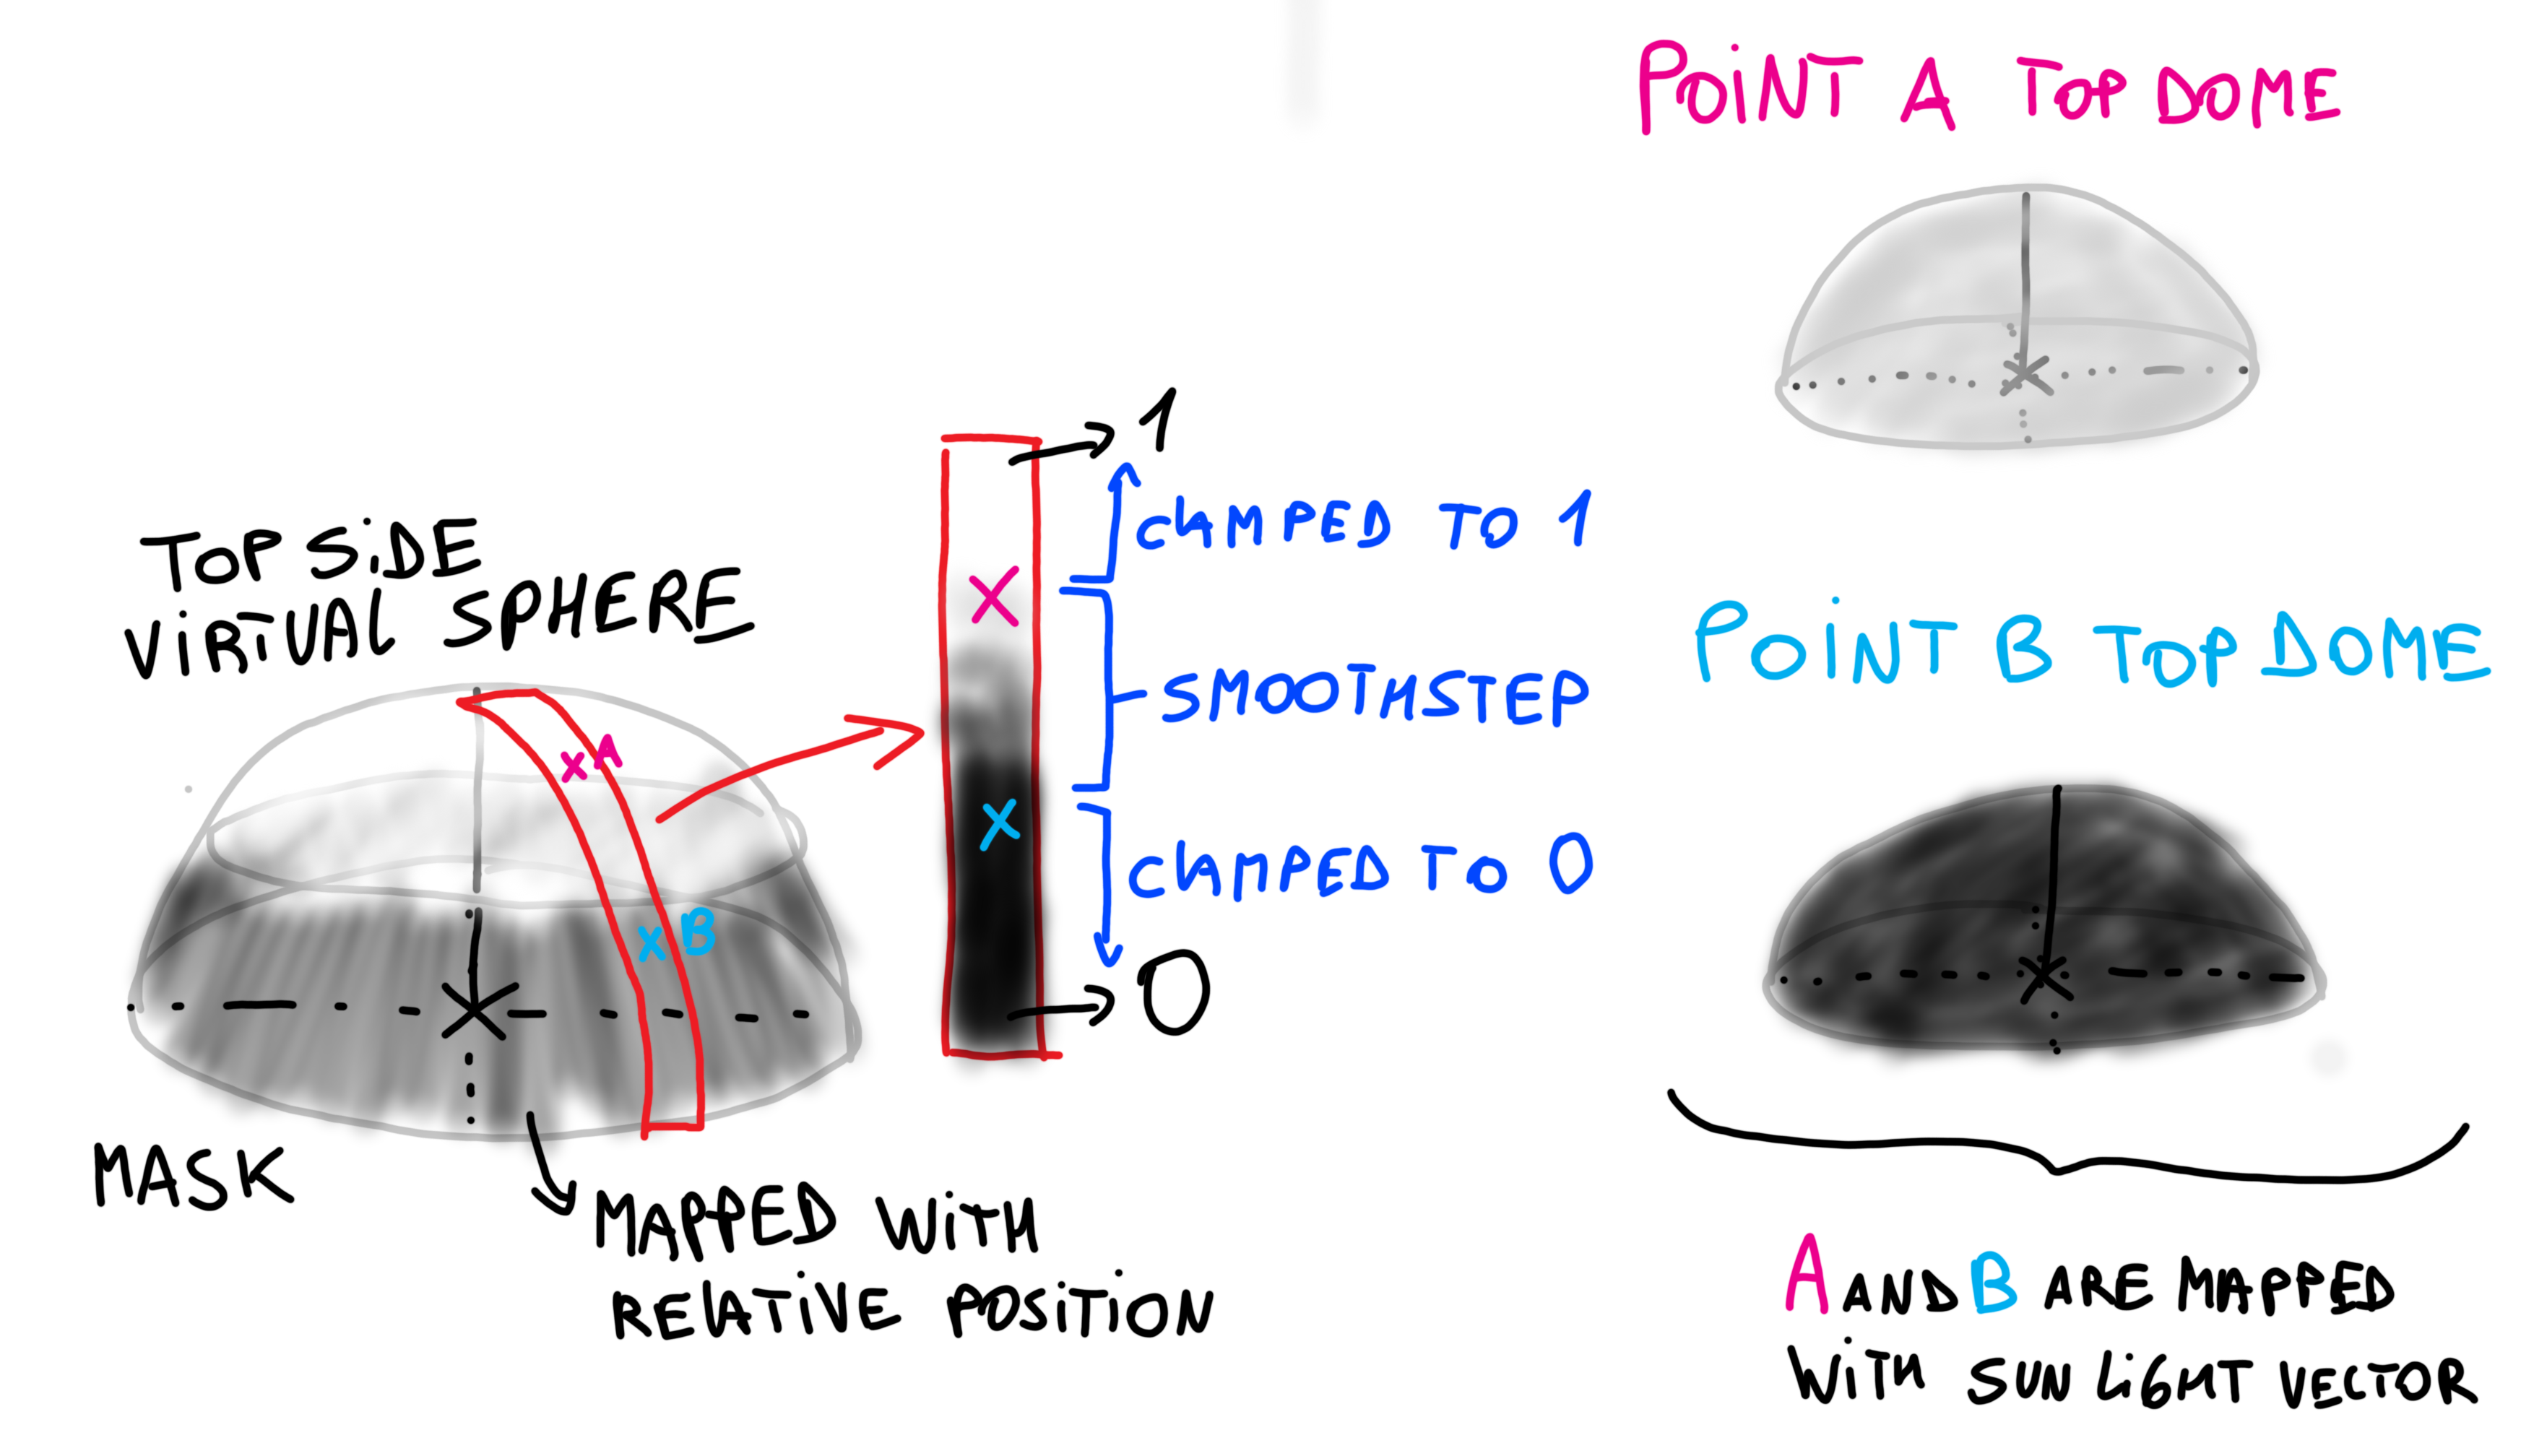 TOP SiDE
ViRTUAL SPHERE
A
B
MASK
MAPPED WiTH
RELATiVE POSiTiON
1
CLAMPED TO 1
SMOOTHSTEP
CLAMPED TO 0
0
POiNT A TOP DOME
POiNT B TOP DOME
A AND B ARE MAPPED
WiTH SUN LiGHT VECTOR